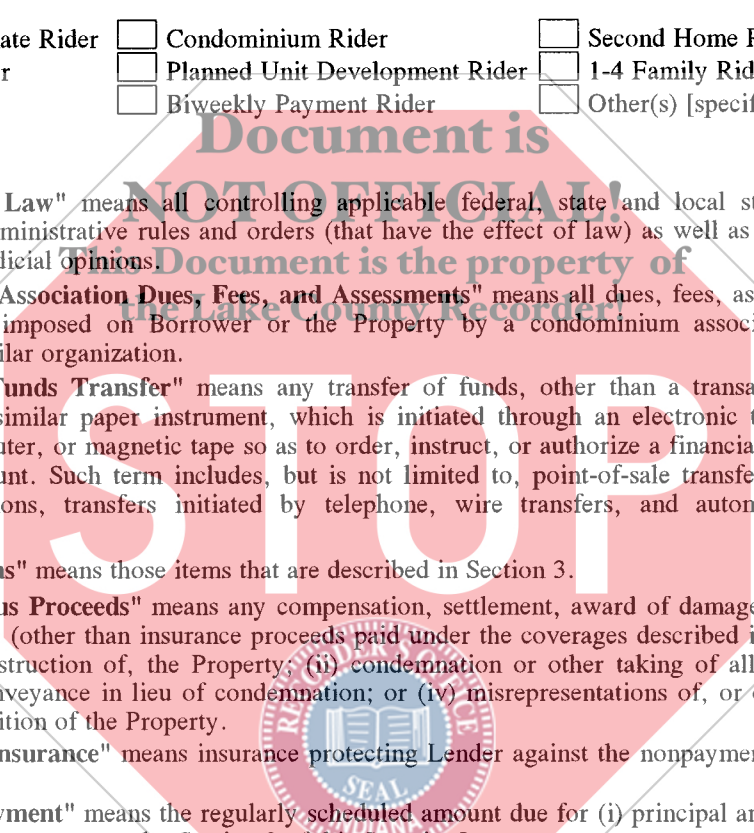 ate Rider Condominium Rider Second Home R
r Planned Unit Development Rider 1-4 Family Rid
Biweekly Payment Rider Other(s) [specif
Document is
NOT OFFICIAL!
Law" means all controlling applicable federal, state and local st
ministrative rules and orders (that have the effect of law) as well as
dicial opinions.
This Document is the property of
Association Dues, Fees, and Assessments" means all dues, fees, as
the Lake County Recorder!
imposed on Borrower or the Property by a condominium associ
ilar organization.
Funds Transfer" means any transfer of funds, other than a transa
similar paper instrument, which is initiated through an electronic t
uter, or magnetic tape so as to order, instruct, or authorize a financia
unt. Such term includes, but is not limited to, point-of-sale transfe
ons, transfers initiated by telephone, wire transfers, and autom
STOP
s" means those items that are described in Section 3.
us Proceeds" means any compensation, settlement, award of damage
(other than insurance proceeds paid under the coverages described i
struction of, the Property; (ii) condemnation or other taking of all
nveyance in lieu of condemnation; or (iv) misrepresentations of, or
ition of the Property.
nsurance" means insurance protecting Lender against the nonpaymen
yment" means the regularly scheduled amount due for (i) principal an
RECORDER'S OFFICE
SEAL
INDIANA